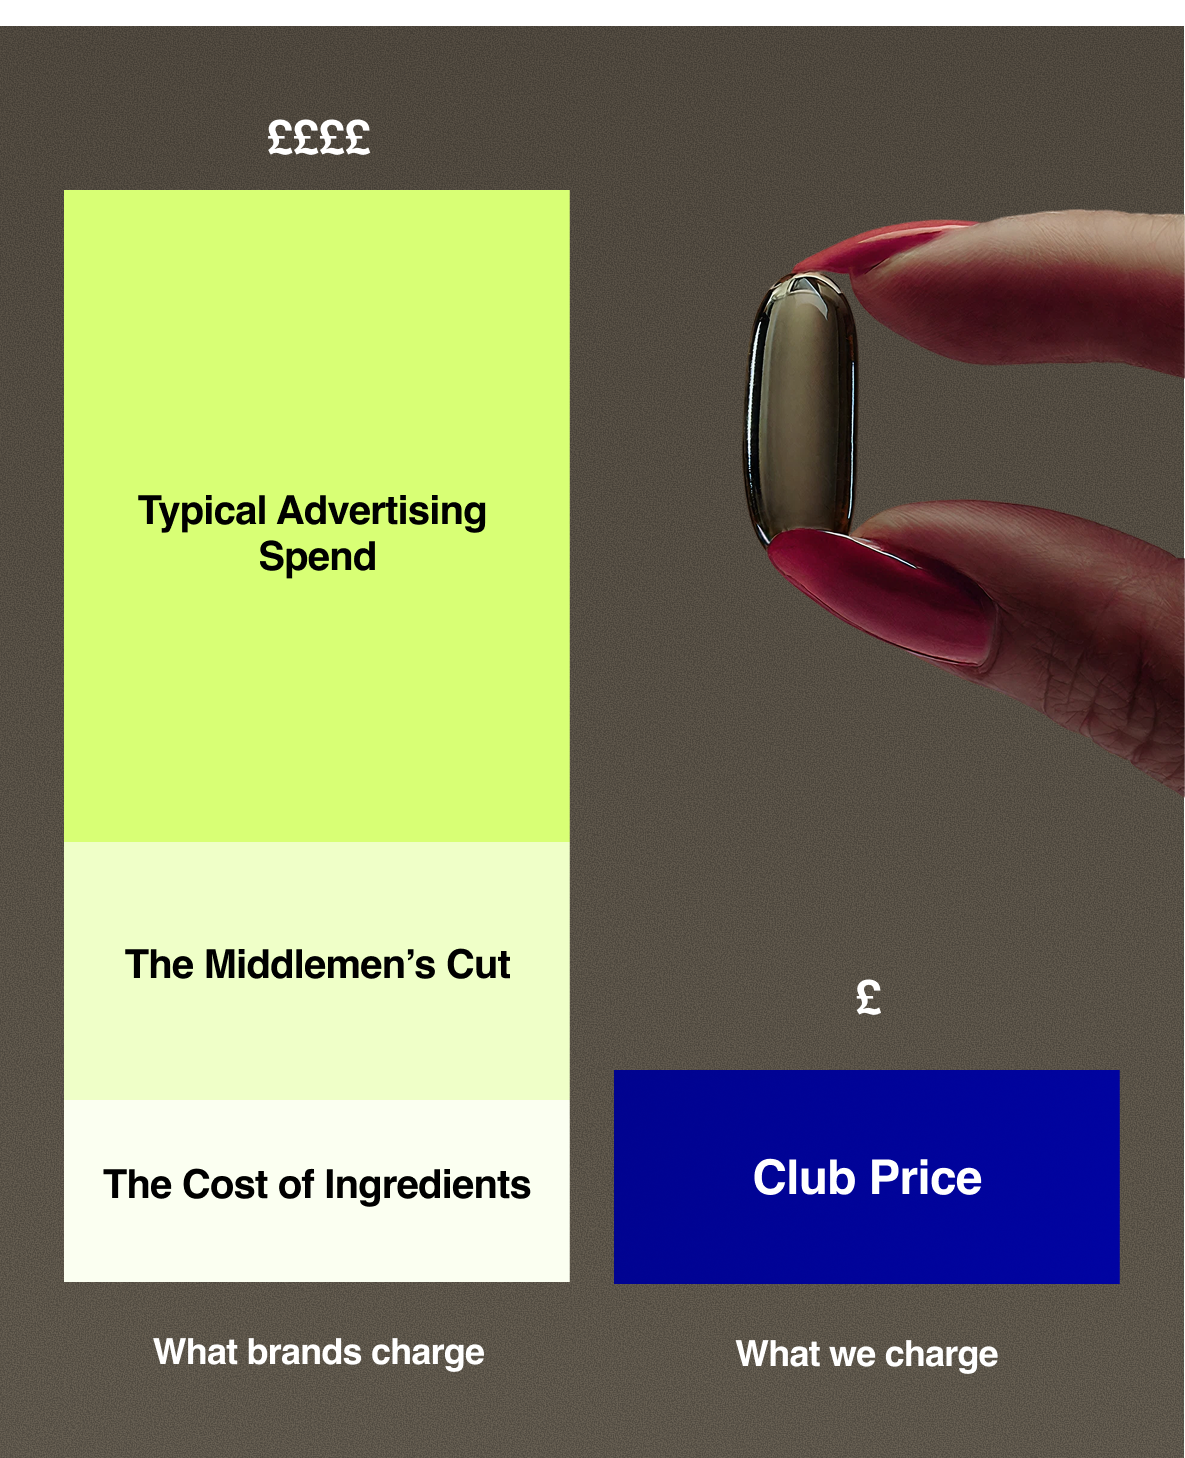 ££££
Typical Advertising
Spend
The Middlemen’s Cut
The Cost of Ingredients
What brands charge
£
Club Price
What we charge